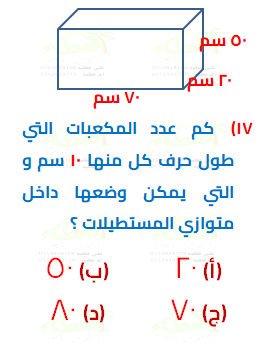 ٥٠ سم
٢٠ سم
٧٠ سم
١٧) كم عدد المكعبات التي
طول حرف كل منها ١٠ سم و
التي يمكن وضعها داخل
متوازي المستطيلات ؟
(أ) ٢٠ (ب) ٥٠
(ج) ٧٠ (د) ٨٠